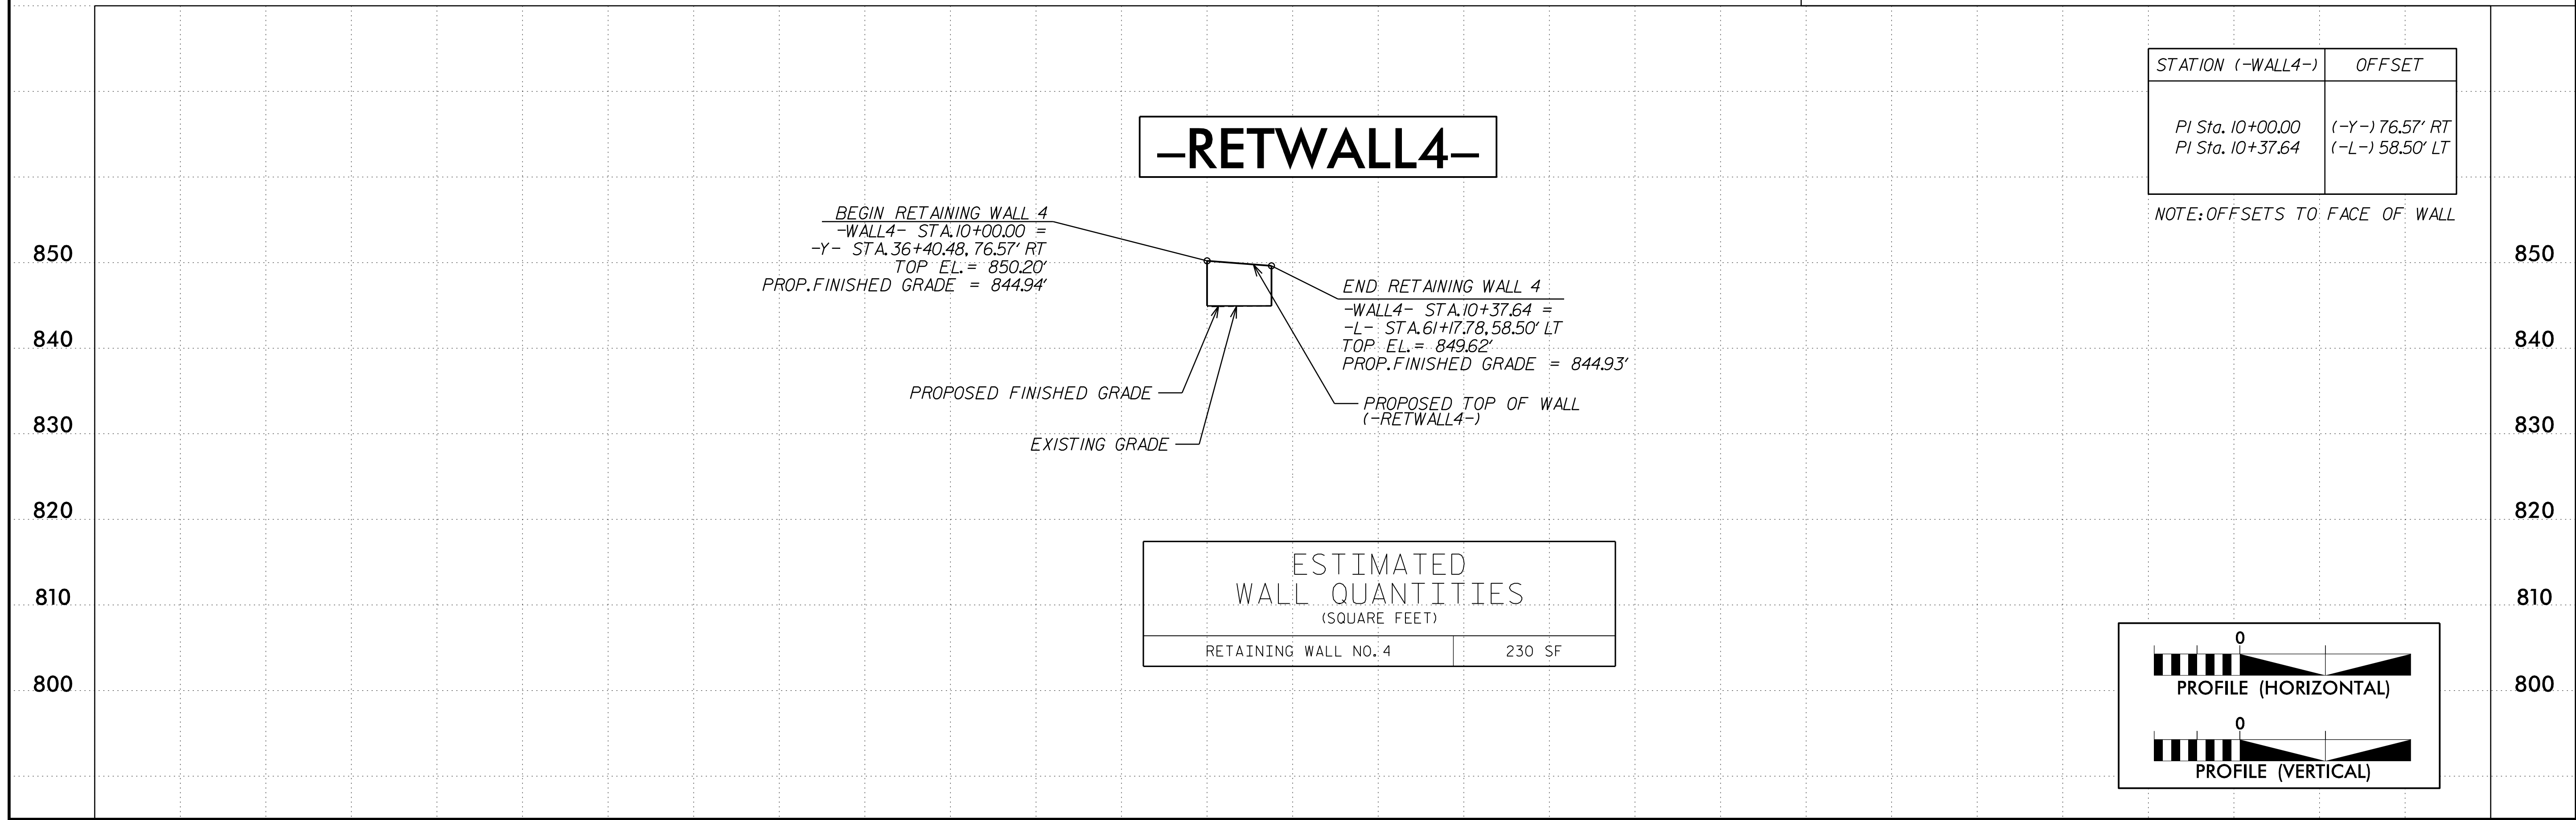 STATION (-WALL4-) OFFSET
PI Sta. 10+00.00 (-Y-) 76.57' RT
PI Sta. 10+37.64 (-L-) 58.50' LT
NOTE: OFFSETS TO FACE OF WALL
-RETWALL4-
BEGIN RETAINING WALL 4
-WALL4- STA. 10+00.00 =
-Y- STA. 36+40.48, 76.57' RT
TOP EL. = 850.20'
PROP. FINISHED GRADE = 844.94'
END RETAINING WALL 4
-WALL4- STA. 10+37.64 =
-L- STA. 61+17.78, 58.50' LT
TOP EL. = 849.62'
PROP. FINISHED GRADE = 844.93'
PROPOSED FINISHED GRADE
PROPOSED TOP OF WALL
(-RETWALL4-)
EXISTING GRADE
850 850
840 840
830 830
820 820
810 810
800 800
ESTIMATED
WALL QUANTITIES
(SQUARE FEET)
RETAINING WALL NO. 4 230 SF
0
PROFILE (HORIZONTAL)
0
PROFILE (VERTICAL)